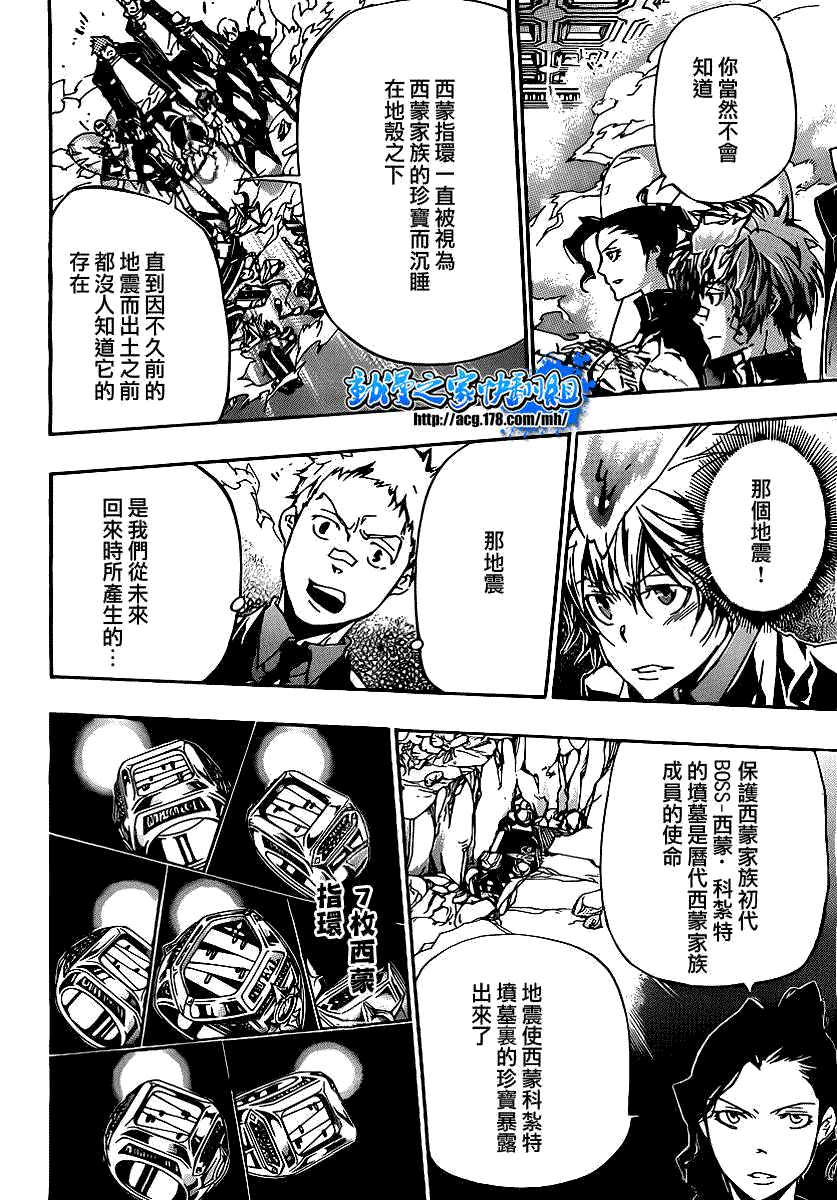 你當然不會
知道
西蒙指環一直被視為
西蒙家族的珍寶而沉睡
在地殼之下
直到因不久前的
地震而出土之前
都沒人知道它的
存在
動漫之家快翻組
http://acg.178.com/mh/
那個地震！
那地震
是我們從未來
回來時所產生的…
保護西蒙家族初代
BOSS-西蒙·科紮特
的墳墓是曆代西蒙家族
成員的使命
地震使西蒙科紮特
墳墓裏的珍寶暴露
出來了
7枚西蒙
指環